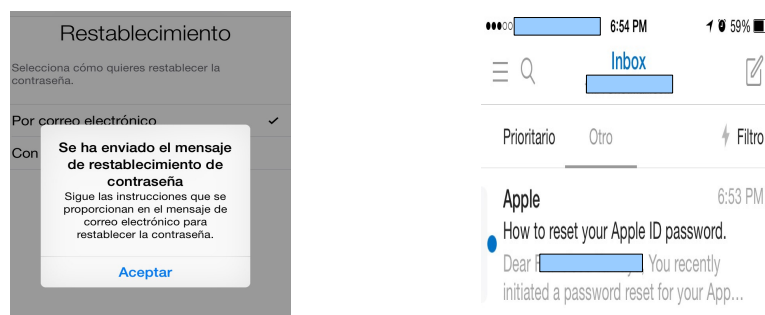 Restablecimiento
Selecciona cómo quieres restablecer la
contraseña.
Por correo electrónico
Con
Se ha enviado el mensaje
de restablecimiento de
contraseña
Sigue las instrucciones que se
proporcionan en el mensaje de
correo electrónico para
restablecer la contraseña.
Aceptar
6:54 PM 59%
Inbox
Prioritario Otro Filtro
Apple 6:53 PM
How to reset your Apple ID password.
Dear You recently
initiated a password reset for your App...